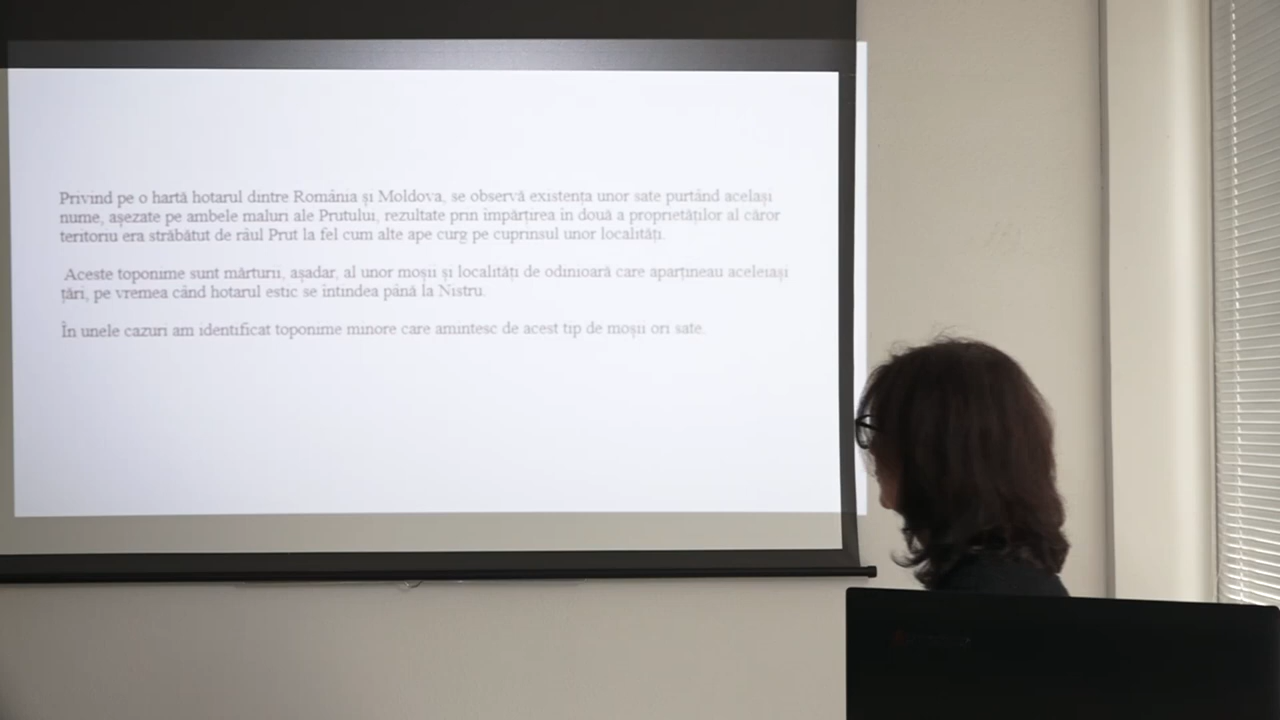 Privind pe o hartă hotarul dintre România și Moldova, se observă existența unor sate purtând același
nume, așezate pe ambele maluri ale Prutului, rezultate prin împărțirea în două a proprietăților al căror
teritoriu era străbătut de râul Prut la fel cum alte ape curg pe cuprinsul unor localități.
Aceste toponime sunt mărturii, așadar, al unor moșii și localități de odinioară care aparțineau aceleiași
țări, pe vremea când hotarul estic se întindea până la Nistru.
În unele cazuri am identificat toponime minore care amintesc de acest tip de moșii ori sate.